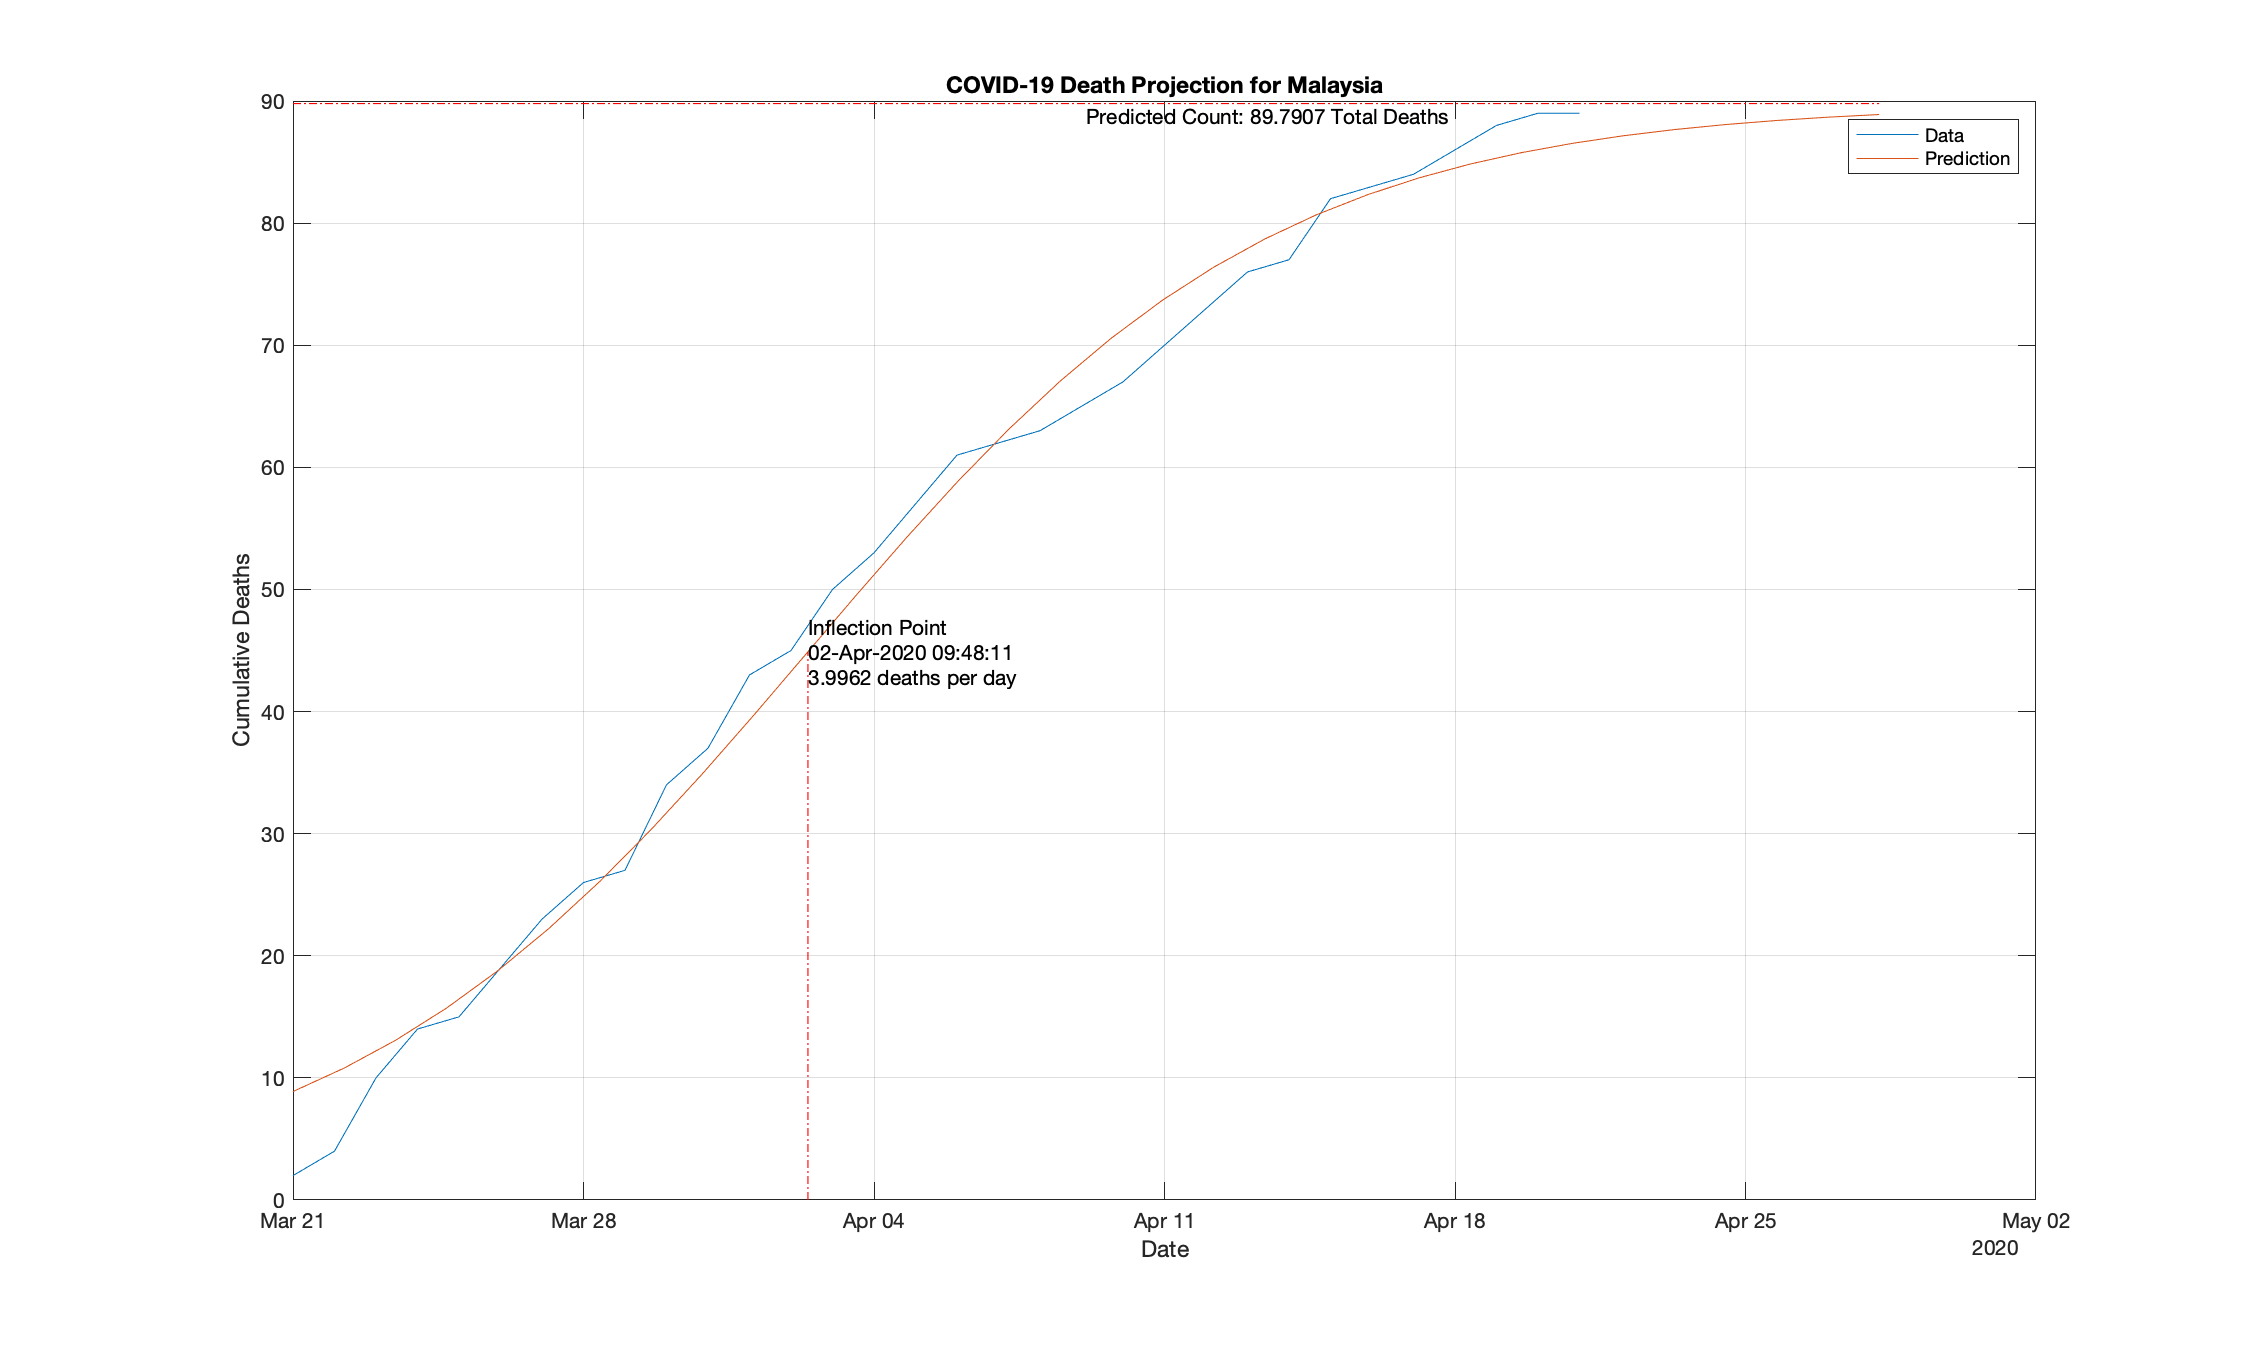 COVID-19 Death Projection for Malaysia
Predicted Count: 89.7907 Total Deaths
Data
Prediction
Inflection Point
02-Apr-2020 09:48:11
3.9962 deaths per day
Cumulative Deaths
90
80
70
60
50
40
30
20
10
0
Mar 21
Mar 28
Apr 04
Apr 11
Apr 18
Apr 25
May 02
Date
2020